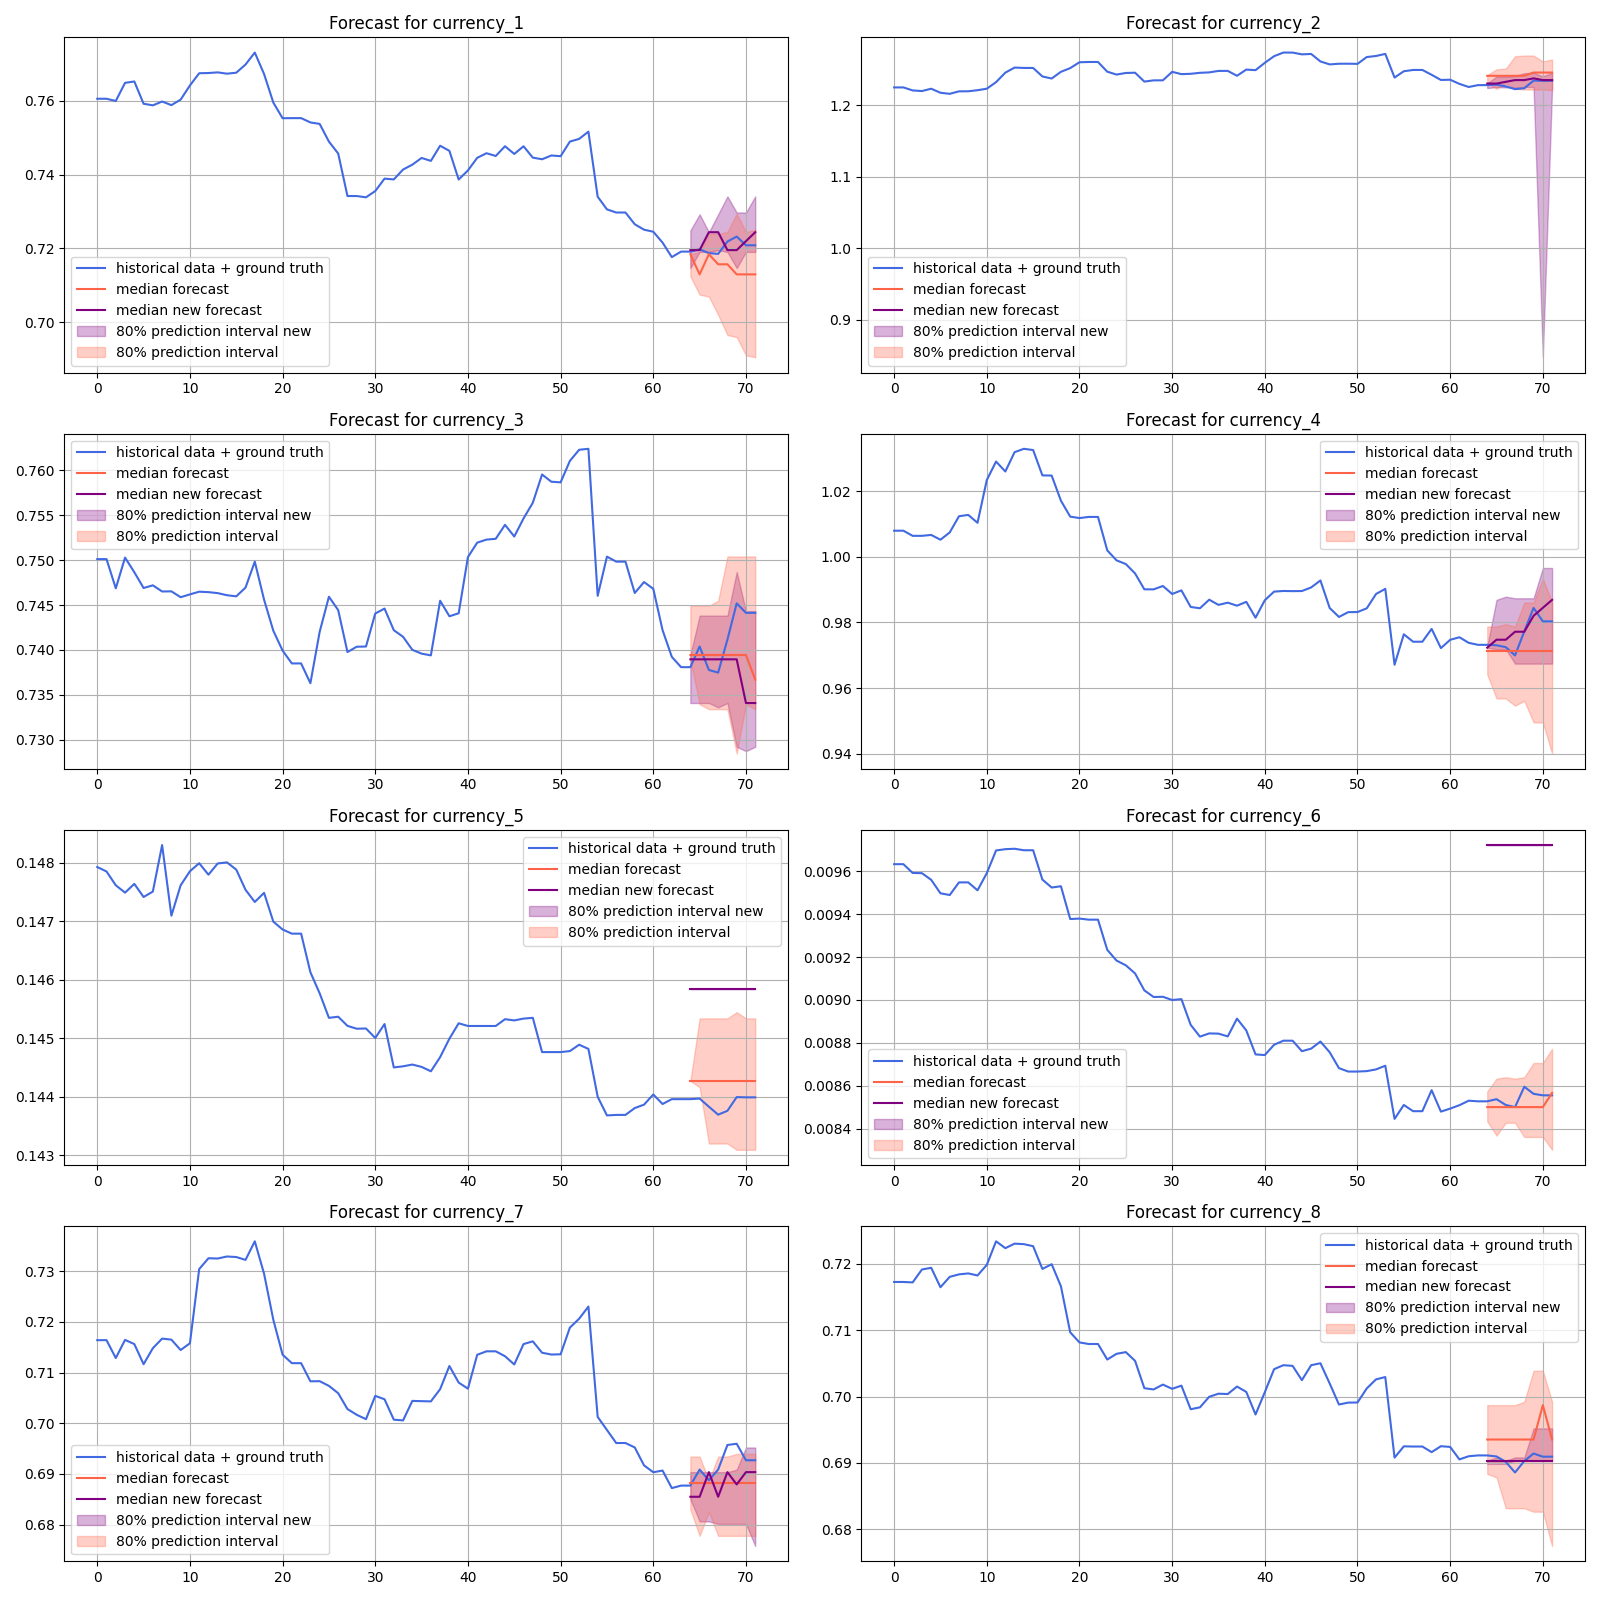 Forecast for currency_1
0.76
0.74
0.72
0.70
historical data + ground truth
median forecast
median new forecast
80% prediction interval new
80% prediction interval
0 10 20 30 40 50 60 70
Forecast for currency_2
1.2
1.1
1.0
0.9
historical data + ground truth
median forecast
median new forecast
80% prediction interval new
80% prediction interval
0 10 20 30 40 50 60 70
Forecast for currency_3
0.760
0.755
0.750
0.745
0.740
0.735
0.730
historical data + ground truth
median forecast
median new forecast
80% prediction interval new
80% prediction interval
0 10 20 30 40 50 60 70
Forecast for currency_4
1.02
1.00
0.98
0.96
0.94
historical data + ground truth
median forecast
median new forecast
80% prediction interval new
80% prediction interval
0 10 20 30 40 50 60 70
Forecast for currency_5
0.148
0.147
0.146
0.145
0.144
0.143
historical data + ground truth
median forecast
median new forecast
80% prediction interval new
80% prediction interval
0 10 20 30 40 50 60 70
Forecast for currency_6
0.0096
0.0094
0.0092
0.0090
0.0088
0.0086
0.0084
historical data + ground truth
median forecast
median new forecast
80% prediction interval new
80% prediction interval
0 10 20 30 40 50 60 70
Forecast for currency_7
0.73
0.72
0.71
0.70
0.69
0.68
historical data + ground truth
median forecast
median new forecast
80% prediction interval new
80% prediction interval
0 10 20 30 40 50 60 70
Forecast for currency_8
0.72
0.71
0.70
0.69
0.68
historical data + ground truth
median forecast
median new forecast
80% prediction interval new
80% prediction interval
0 10 20 30 40 50 60 70